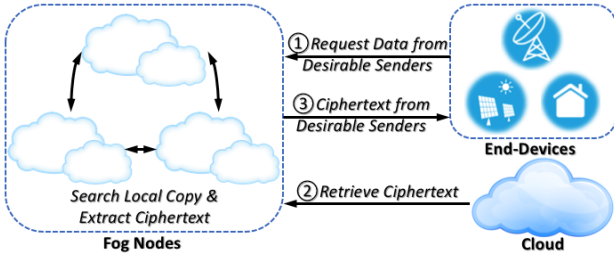 ① Request Data from
Desirable Senders
③ Ciphertext from
Desirable Senders
End-Devices
Search Local Copy &
Extract Ciphertext
② Retrieve Ciphertext
Fog Nodes
Cloud